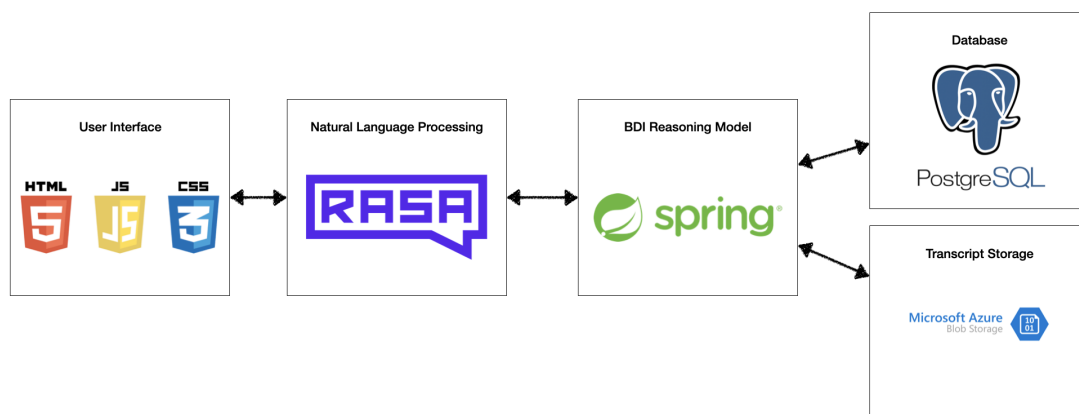 User Interface
HTML
JS
CSS
5
JS
3
Natural Language Processing
RASA
BDI Reasoning Model
spring
Database
PostgreSQL
Transcript Storage
Microsoft Azure
Blob Storage
10
01